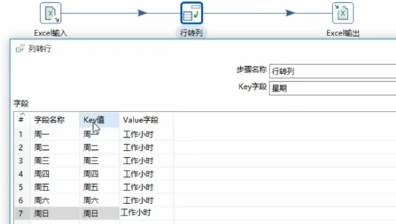 Excel输入
行转列
Excel输出
列转行
步骤名称 行转列
Key字段 星期
字段
# 字段名称 Key值 Value字段
1 周一 周一 工作小时
2 周二 周二 工作小时
3 周三 周三 工作小时
4 周四 周四 工作小时
5 周五 周五 工作小时
6 周六 周六 工作小时
7 周日 周日 工作小时